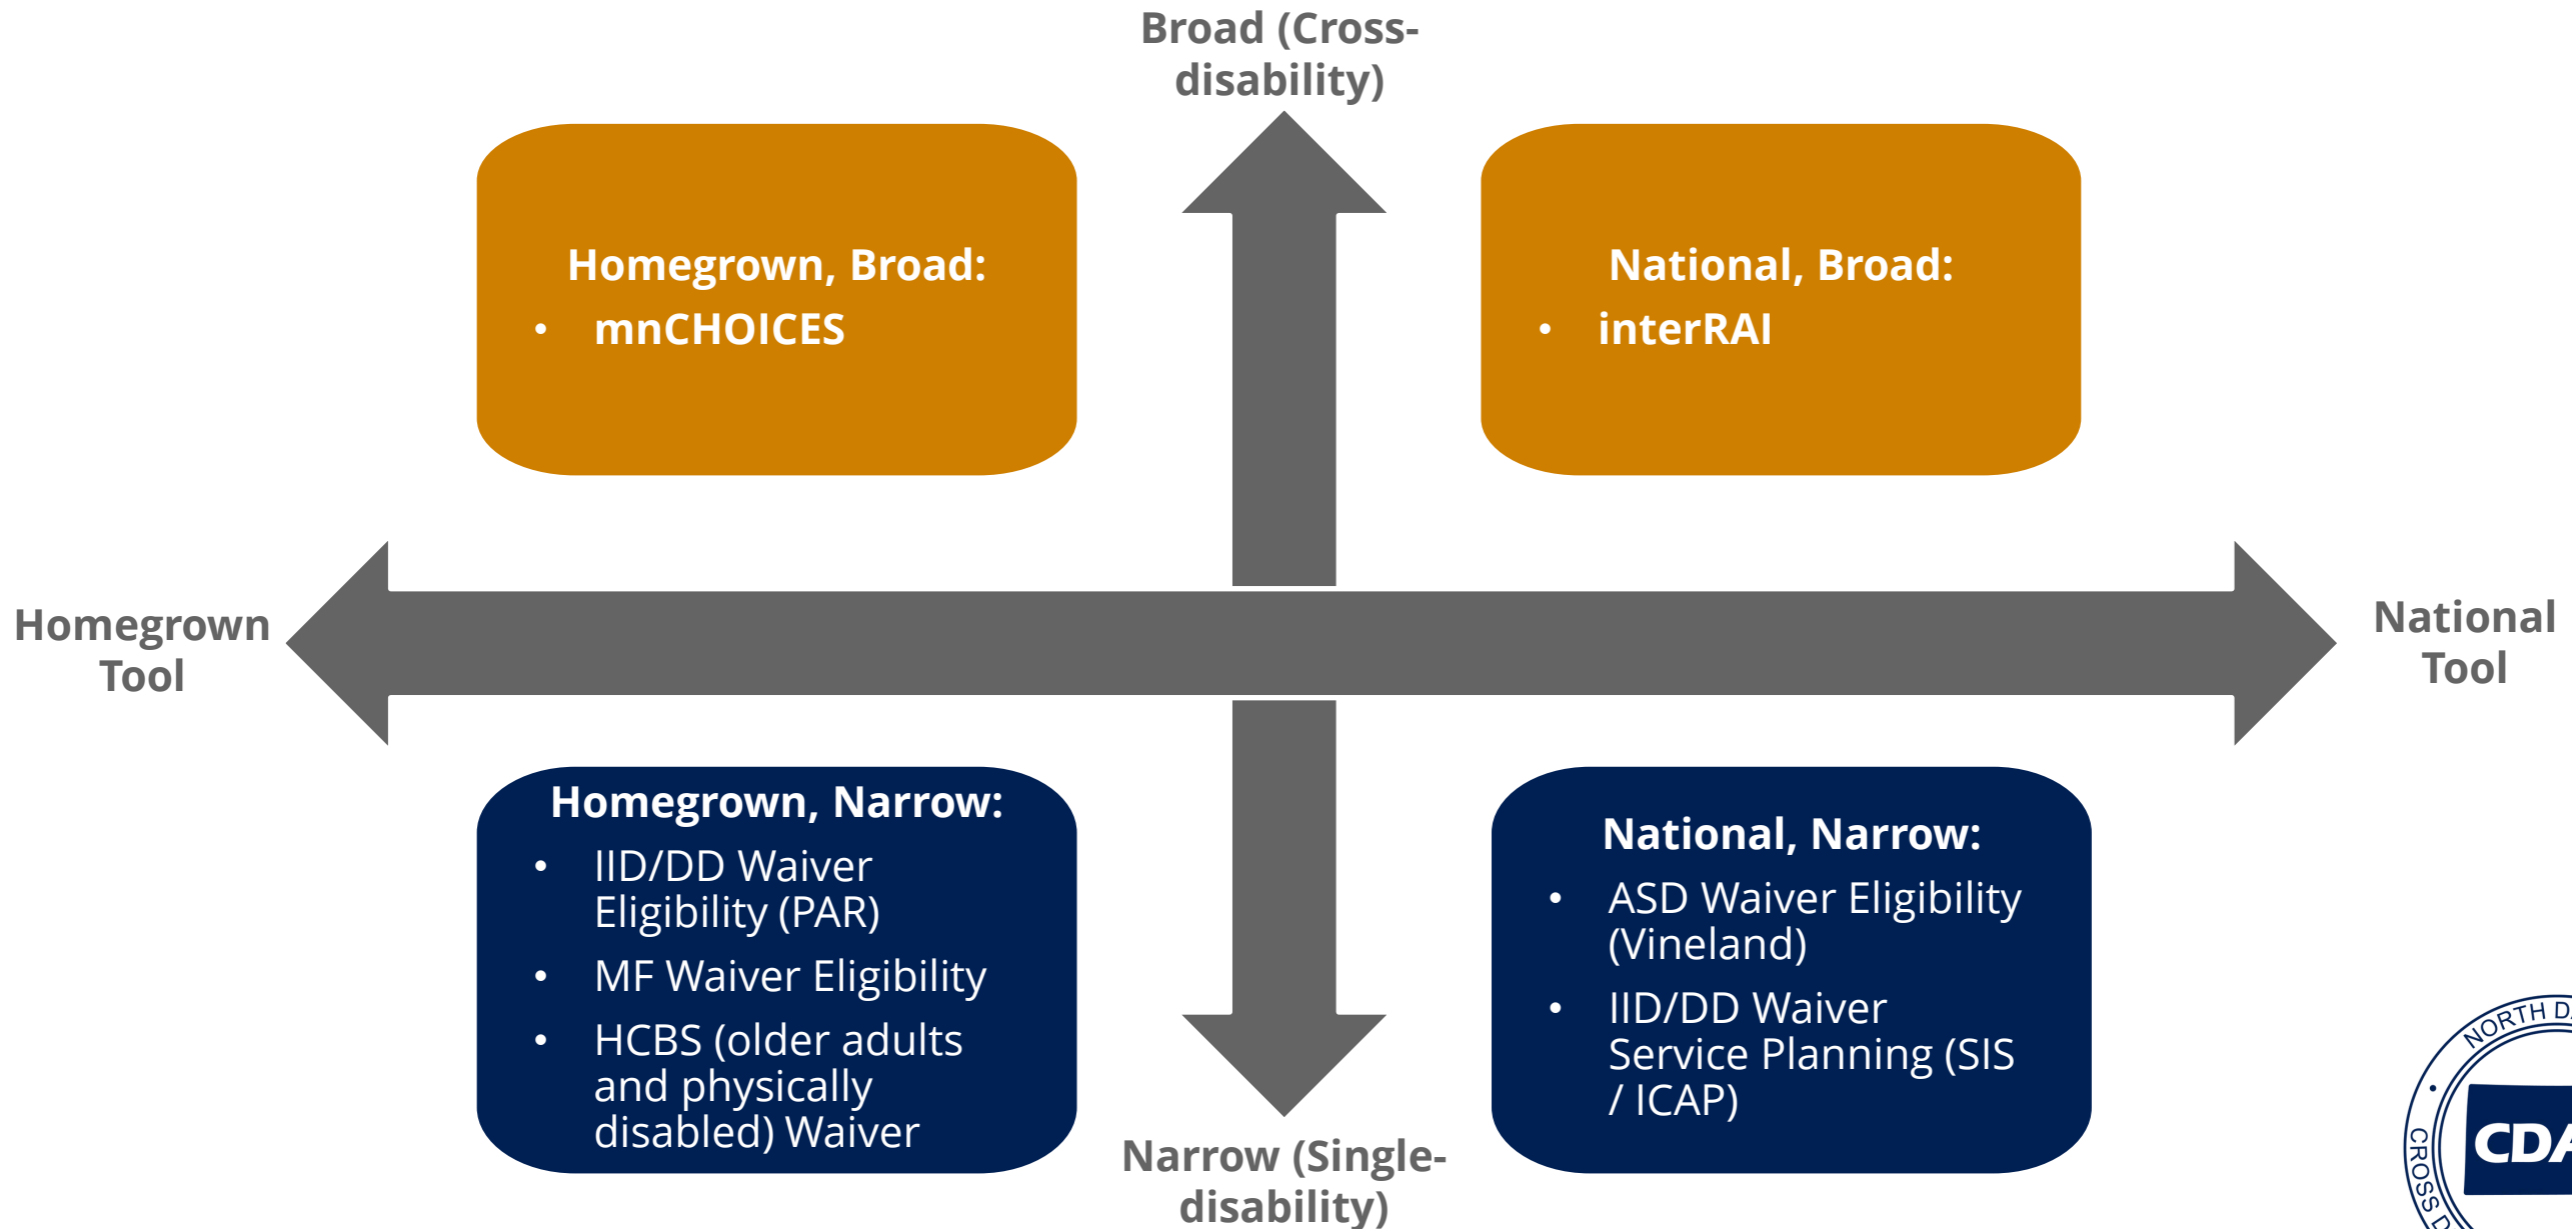 Broad (Cross-
disability)
Homegrown, Broad:
• mnCHOICES
National, Broad:
• interRAI
Homegrown
Tool
National
Tool
Homegrown, Narrow:
• IID/DD Waiver
Eligibility (PAR)
• MF Waiver Eligibility
• HCBS (older adults
and physically
disabled) Waiver
National, Narrow:
• ASD Waiver Eligibility
(Vineland)
• IID/DD Waiver
Service Planning (SIS
/ ICAP)
Narrow (Single-
disability)
NORTH
CROSS